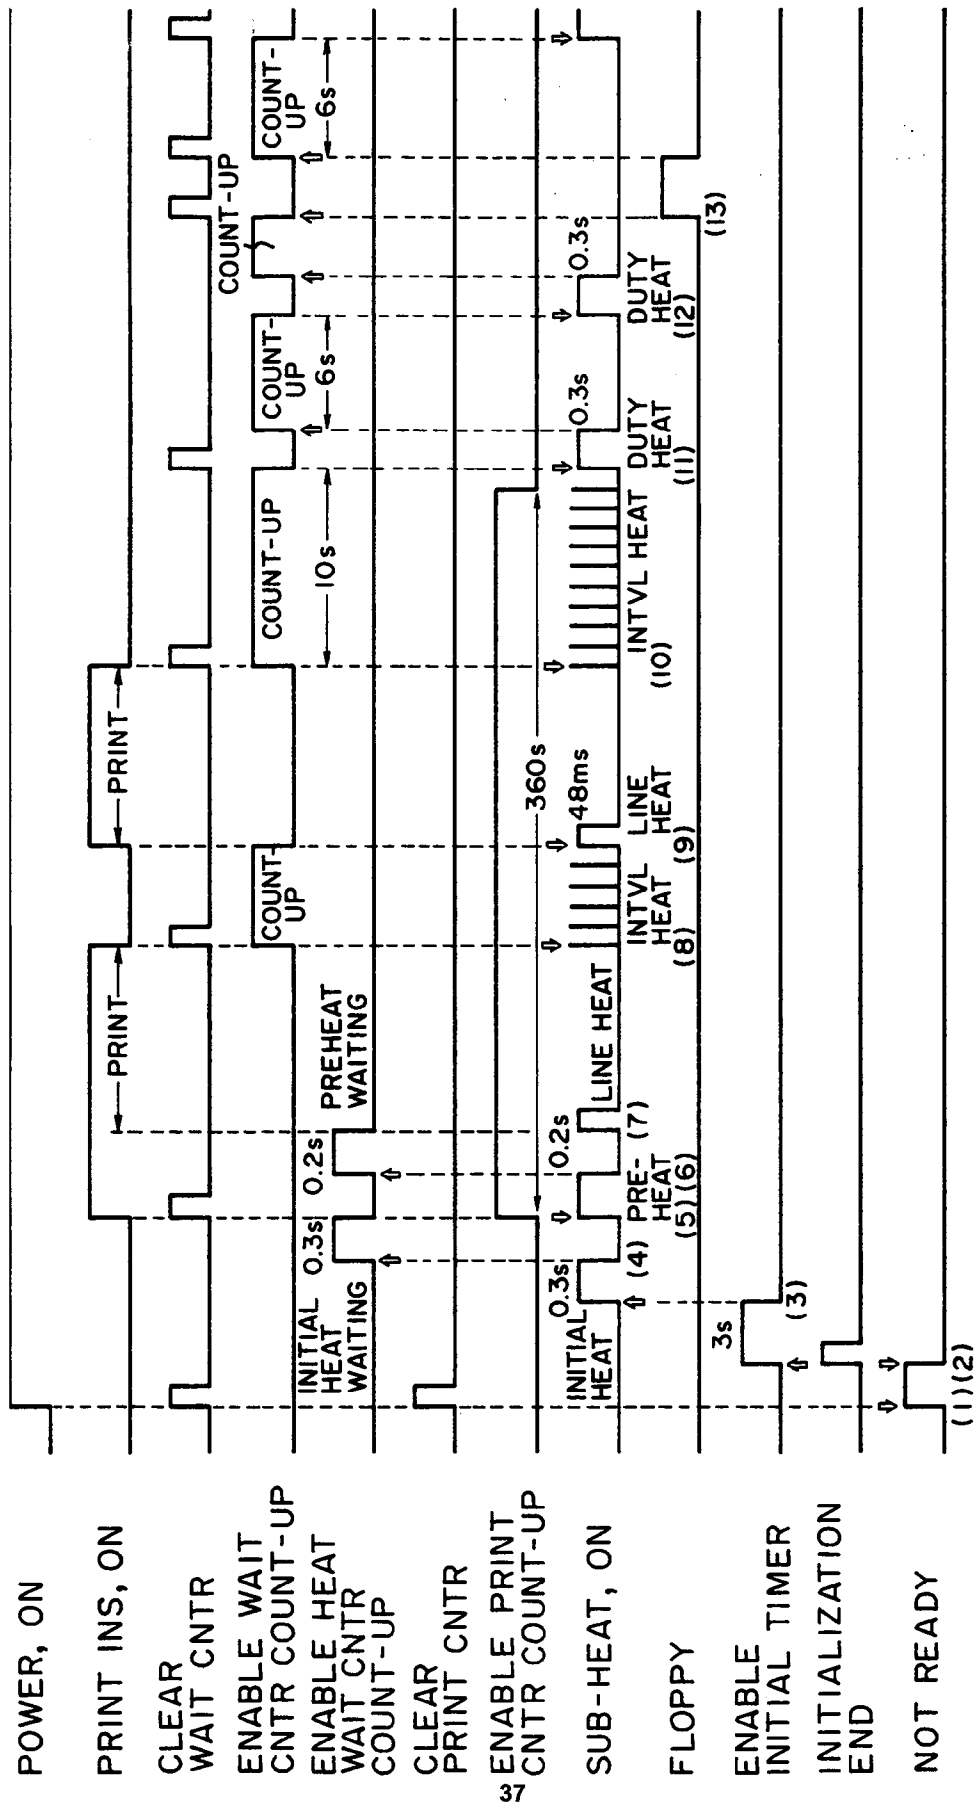 POWER, ON
PRINT INS, ON
PRINT
PRINT
CLEAR
WAIT CNTR
ENABLE WAIT
CNTR COUNT-UP
COUNT-
UP
COUNT-UP
COUNT-
UP
COUNT-UP
COUNT-
UP
10s
6s
6s
ENABLE HEAT
WAIT CNTR
COUNT-UP
INITIAL
HEAT
WAITING
0.3s
0.2s
PREHEAT
WAITING
CLEAR
PRINT CNTR
ENABLE PRINT
CNTR COUNT-UP
360s
SUB-HEAT, ON
INITIAL
HEAT
0.3s
(4)
PRE-
HEAT
(5)(6)
0.2s
(7)
LINE HEAT
INTVL
HEAT
(8)
48ms
LINE
HEAT
(9)
INTVL HEAT
(10)
0.3s
DUTY
HEAT
(11)
0.3s
DUTY
HEAT
(12)
FLOPPY
(13)
ENABLE
INITIAL TIMER
3s
(3)
INITIALIZATION
END
NOT READY
(1)(2)
37